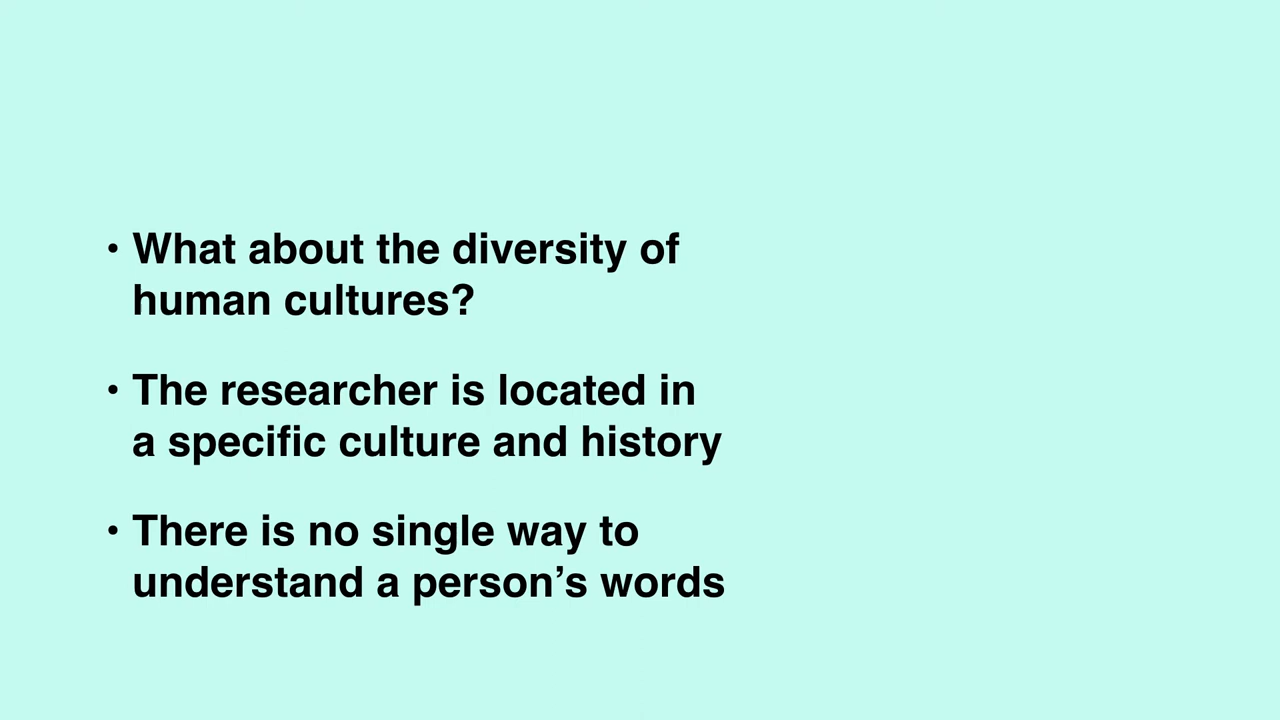 • What about the diversity of
human cultures?
• The researcher is located in
a specific culture and history
• There is no single way to
understand a person’s words